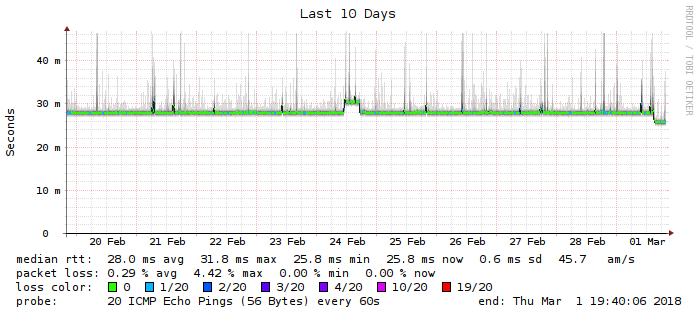 Last 10 Days
RRDTOOL / TOBI OETIKER
Seconds
40 m
30 m
20 m
10 m
0
20 Feb 21 Feb 22 Feb 23 Feb 24 Feb 25 Feb 26 Feb 27 Feb 28 Feb 01 Mar
median rtt: 28.0 ms avg 31.8 ms max 25.8 ms min 25.8 ms now 0.6 ms sd 45.7 am/s
packet loss: 0.29 % avg 4.42 % max 0.00 % min 0.00 % now
loss color: 0 1/20 2/20 3/20 4/20 10/20 19/20
probe: 20 ICMP Echo Pings (56 Bytes) every 60s end: Thu Mar 1 19:40:06 2018